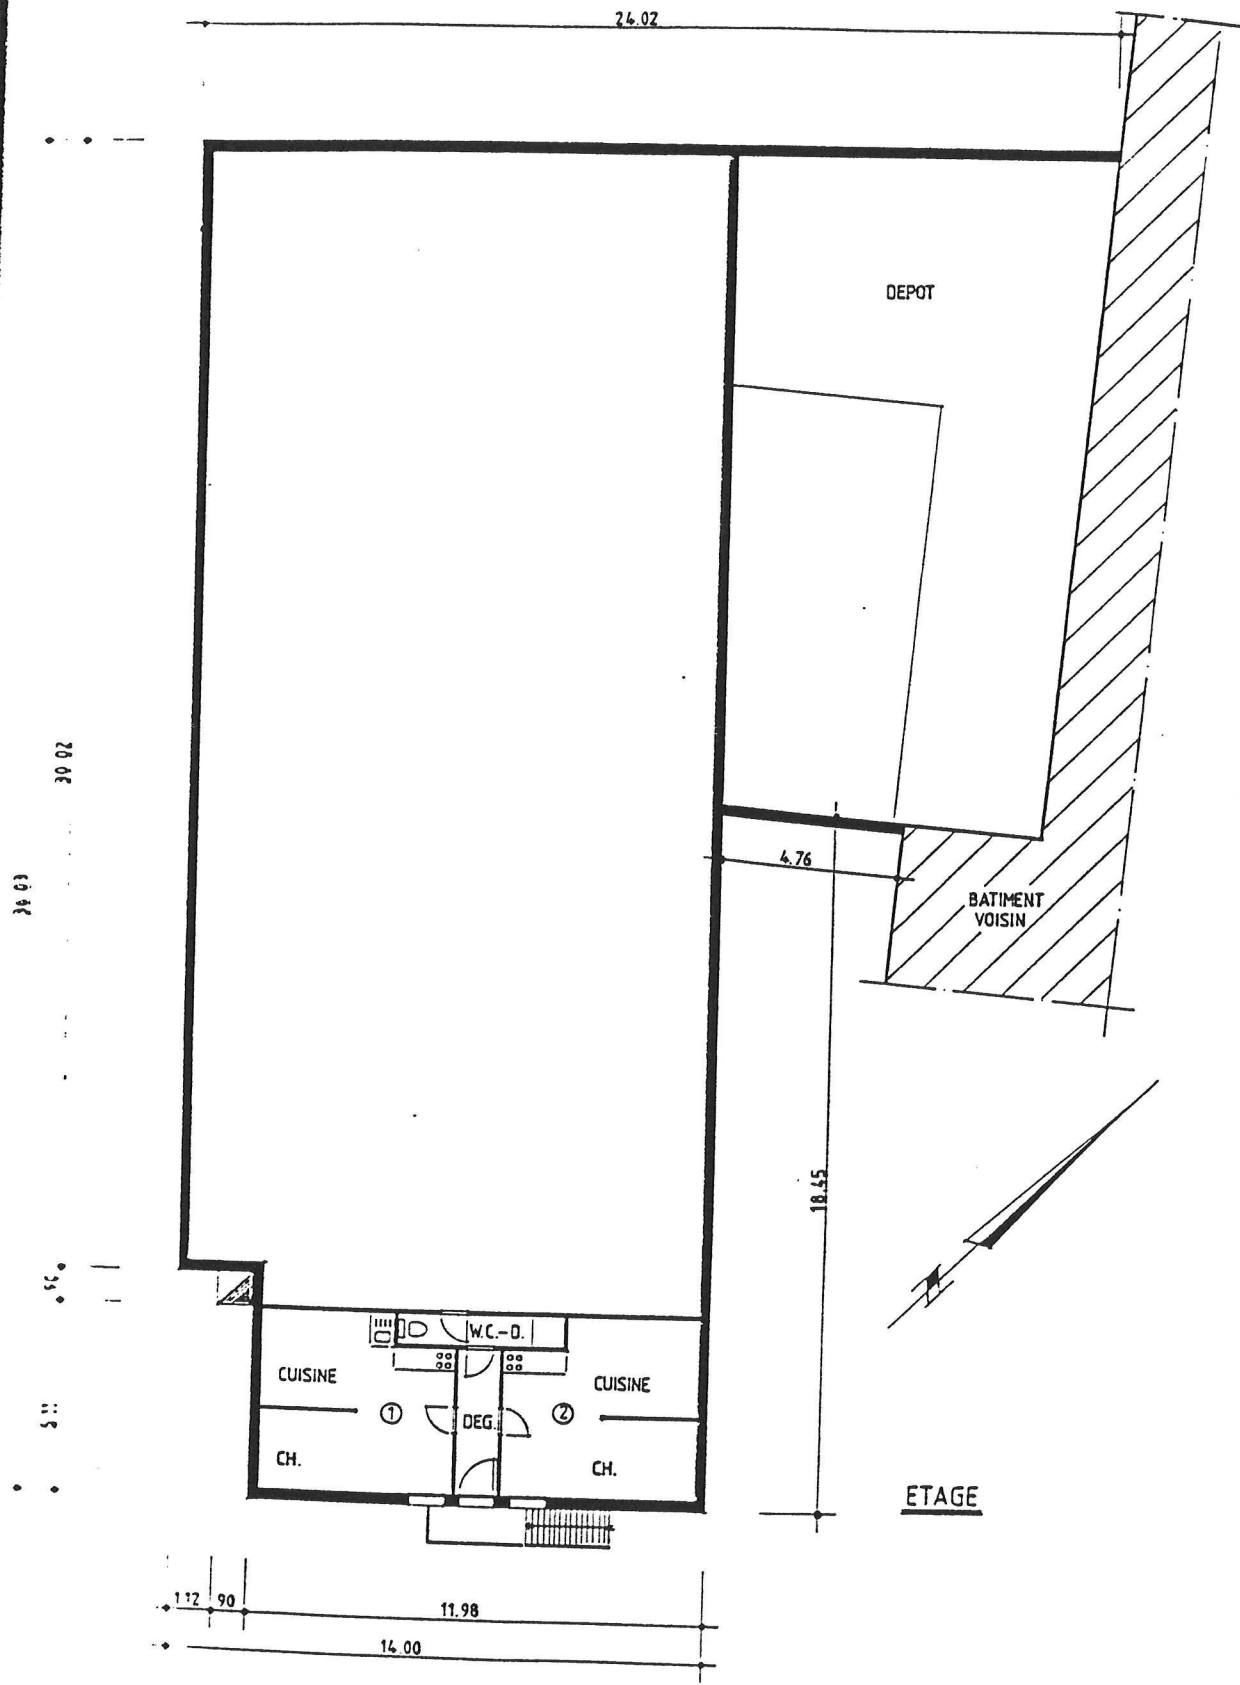 24.02
DEPOT
30 02
4.76
BATIMENT
VOISIN
18.45
N
W.C.-D.
CUISINE
CUISINE
1
2
DEG.
CH.
CH.
ETAGE
90
11.98
14.00